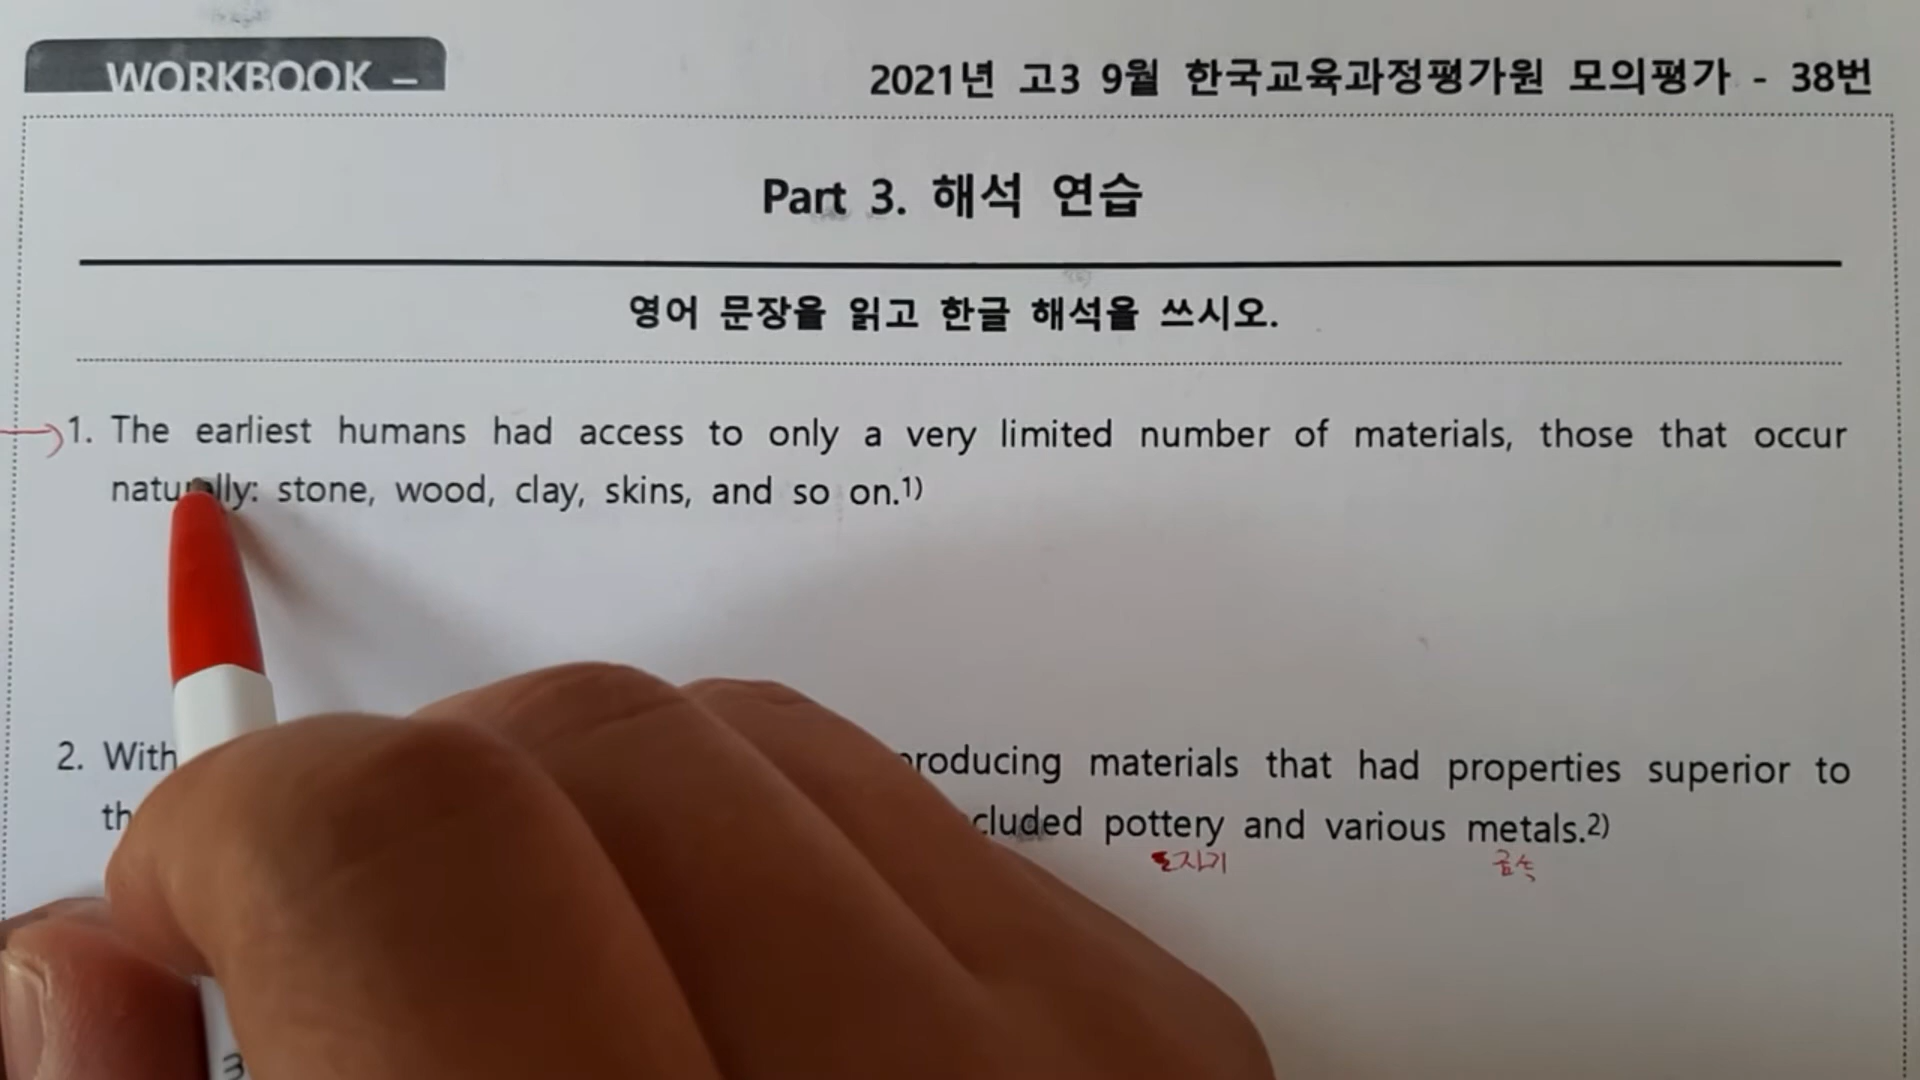 WORKBOOK –
2021년 고3 9월 한국교육과정평가원 모의평가 - 38번
Part 3. 해석 연습
영어 문장을 읽고 한글 해석을 쓰시오.
1. The earliest humans had access to only a very limited number of materials, those that occur
naturally: stone, wood, clay, skins, and so on.1)
2. With producing materials that had properties superior to
cluded pottery and various metals.2)
도자기 금속